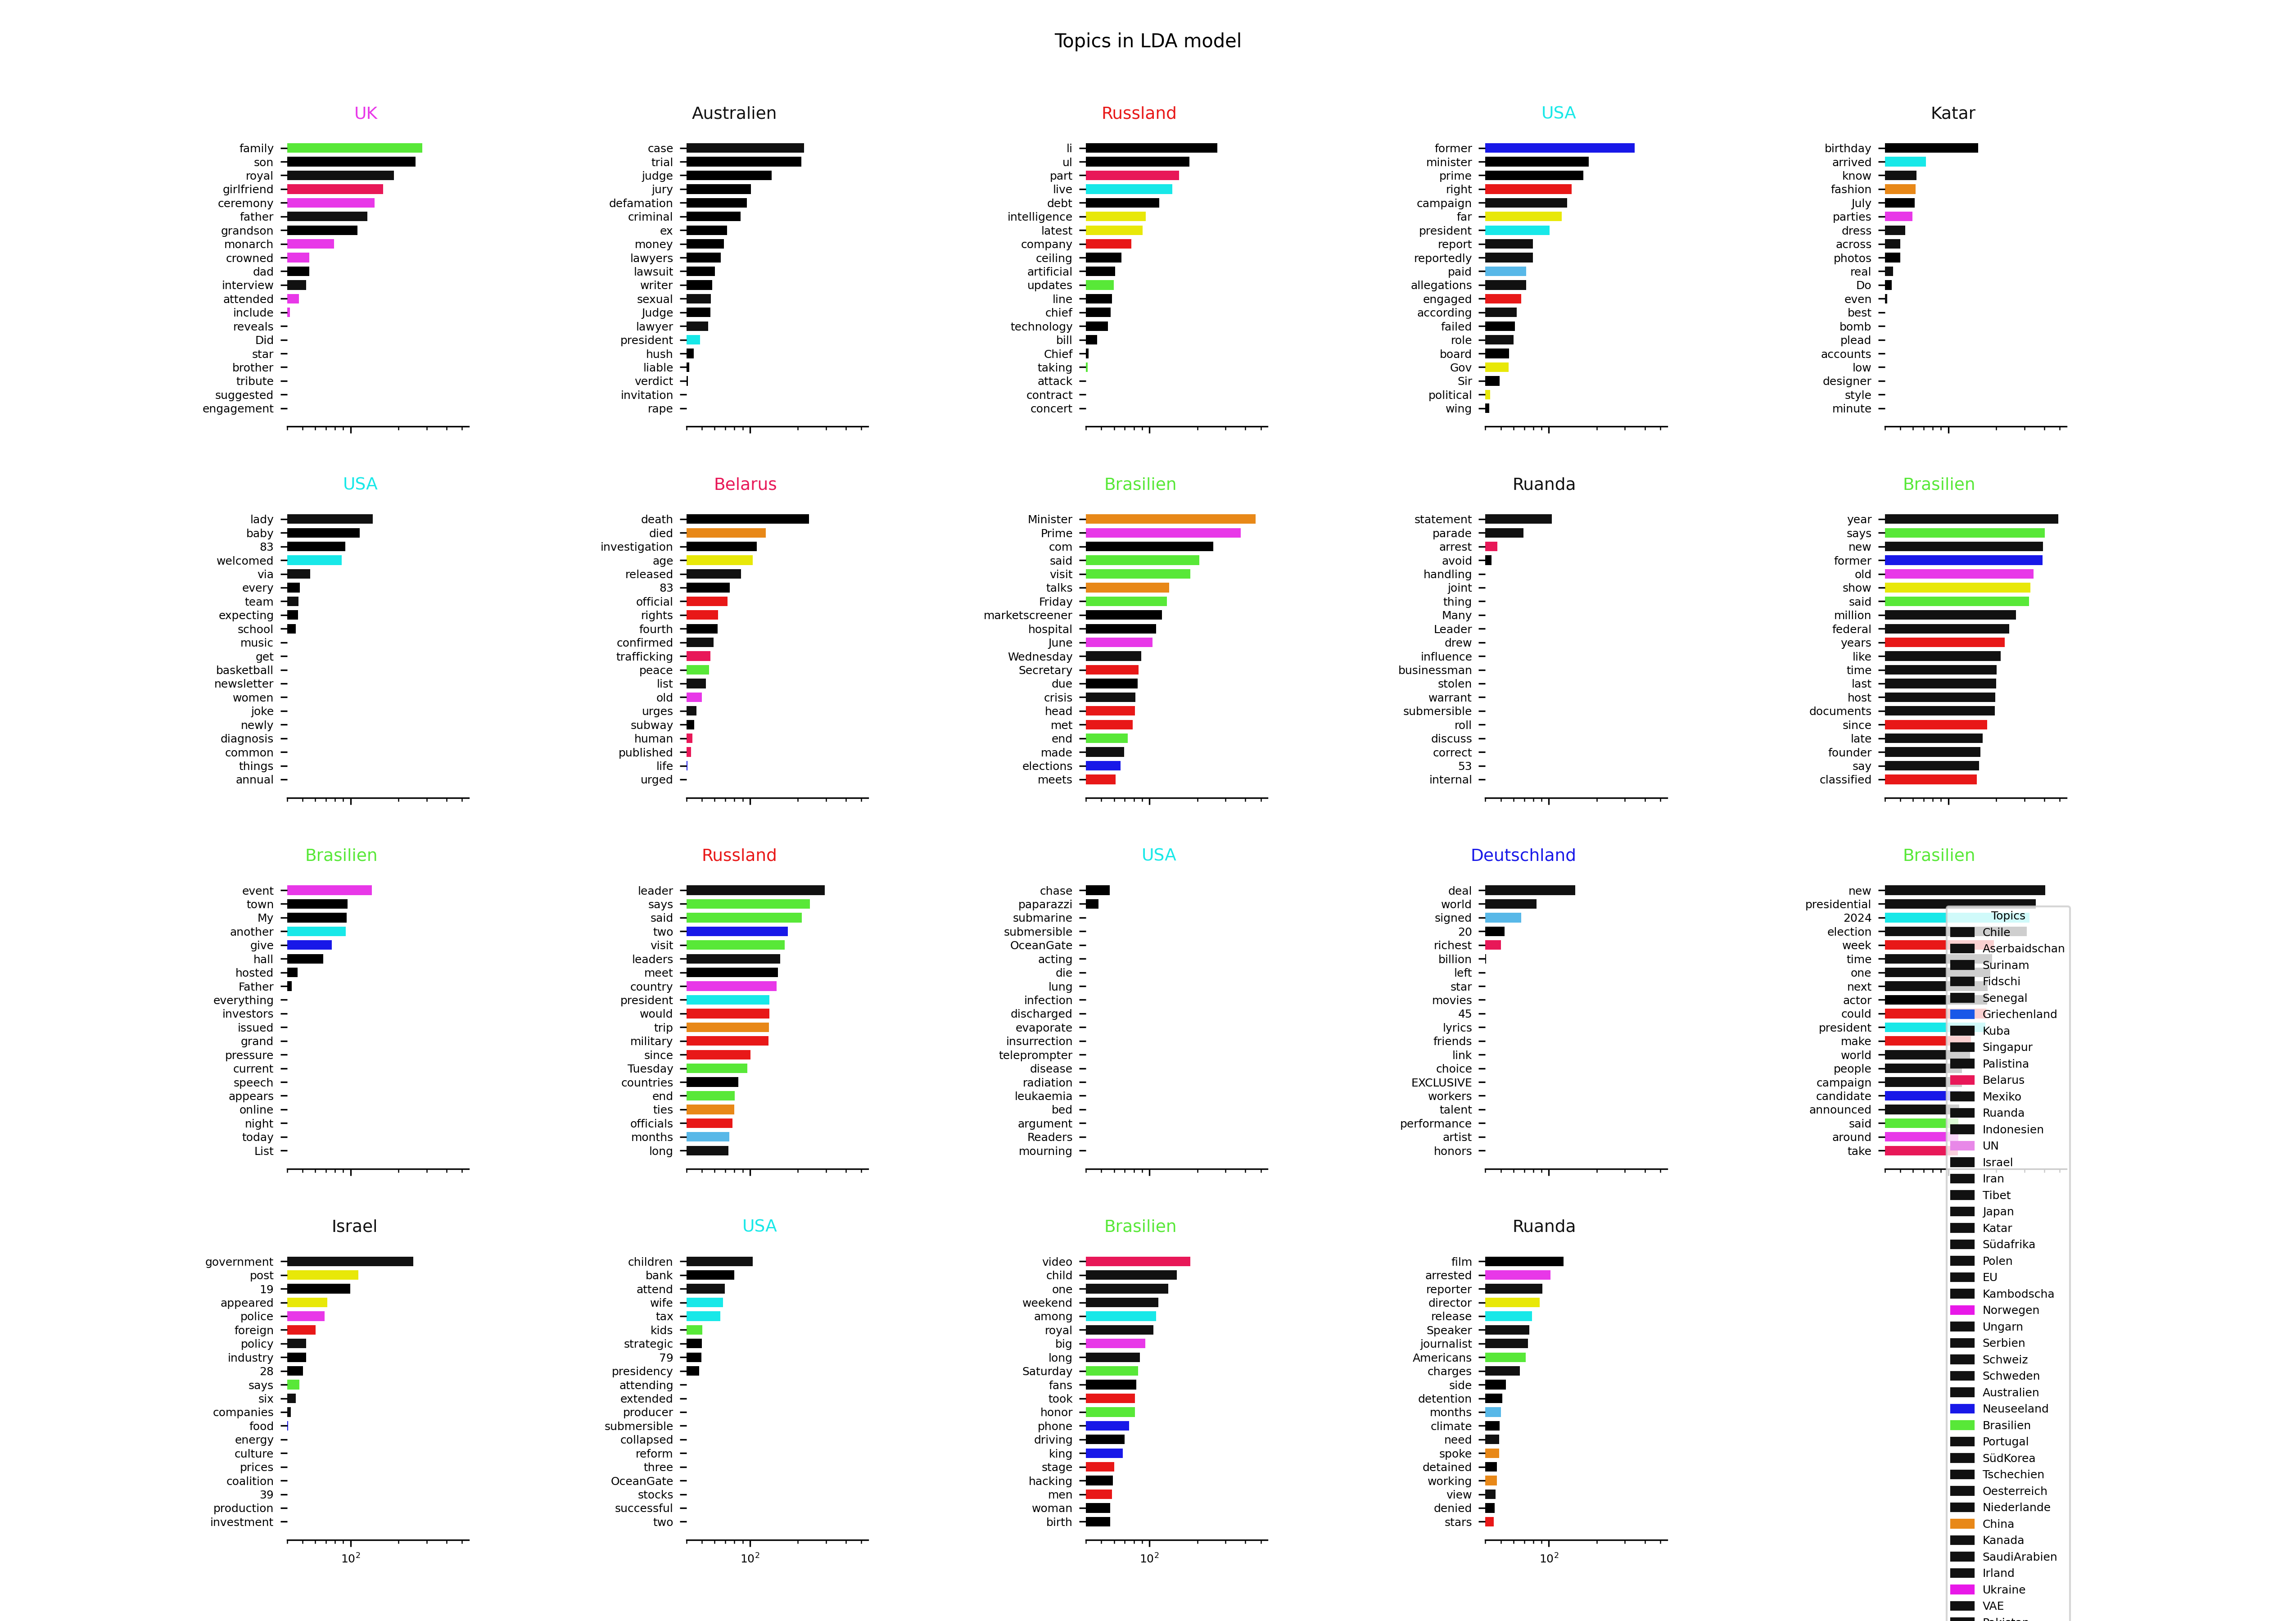 Topics in LDA model
UK
family
son
royal
girlfriend
ceremony
father
grandson
monarch
crowned
dad
interview
attended
include
reveals
Did
star
brother
tribute
suggested
engagement
Australien
case
trial
judge
jury
defamation
criminal
ex
money
lawyers
lawsuit
writer
sexual
Judge
lawyer
president
hush
liable
verdict
invitation
rape
Russland
li
ul
part
live
debt
intelligence
latest
company
ceiling
artificial
updates
line
chief
technology
bill
Chief
taking
attack
contract
concert
USA
former
minister
prime
right
campaign
far
president
report
reportedly
paid
allegations
engaged
according
failed
role
board
Gov
Sir
political
wing
Katar
birthday
arrived
know
fashion
July
parties
dress
across
photos
real
Do
even
best
bomb
plead
accounts
low
designer
style
minute
USA
lady
baby
83
welcomed
via
every
team
expecting
school
music
get
basketball
newsletter
women
joke
newly
diagnosis
common
things
annual
Belarus
death
died
investigation
age
released
83
official
rights
fourth
confirmed
trafficking
peace
list
old
urges
subway
human
published
life
urged
Brasilien
Minister
Prime
com
said
visit
talks
Friday
marketscreener
hospital
June
Wednesday
Secretary
due
crisis
head
met
end
made
elections
meets
Ruanda
statement
parade
arrest
avoid
handling
joint
thing
Many
Leader
drew
influence
businessman
stolen
warrant
submersible
roll
discuss
correct
53
internal
Brasilien
year
says
new
former
old
show
said
million
federal
years
like
time
last
host
documents
since
late
founder
say
classified
Brasilien
event
town
My
another
give
hall
hosted
Father
everything
investors
issued
grand
pressure
current
speech
appears
online
night
today
List
Russland
leader
says
said
two
visit
leaders
meet
country
president
would
trip
military
since
Tuesday
countries
end
ties
officials
months
long
USA
chase
paparazzi
submarine
submersible
OceanGate
acting
die
lung
infection
discharged
evaporate
insurrection
teleprompter
disease
radiation
leukaemia
bed
argument
Readers
mourning
Deutschland
deal
world
signed
20
richest
billion
left
star
movies
45
lyrics
friends
link
choice
EXCLUSIVE
workers
talent
performance
artist
honors
Brasilien
new
presidential
2024
election
week
time
one
next
actor
could
president
make
world
people
campaign
candidate
announced
said
around
take
Israel
government
post
19
appeared
police
foreign
policy
industry
28
says
six
companies
food
energy
culture
prices
coalition
39
production
investment
10²
USA
children
bank
attend
wife
tax
kids
strategic
79
presidency
attending
extended
producer
submersible
collapsed
reform
three
OceanGate
stocks
successful
two
10²
Brasilien
video
child
one
weekend
among
royal
big
long
Saturday
fans
took
honor
phone
driving
king
stage
hacking
men
woman
birth
10²
Ruanda
film
arrested
reporter
director
release
Speaker
journalist
Americans
charges
side
detention
months
climate
need
spoke
detained
working
view
denied
stars
10²
Topics
Chile
Aserbaidschan
Surinam
Fidschi
Senegal
Griechenland
Kuba
Singapur
Palistina
Belarus
Mexiko
Ruanda
Indonesien
UN
Israel
Iran
Tibet
Japan
Katar
Südafrika
Polen
EU
Kambodscha
Norwegen
Ungarn
Serbien
Schweiz
Schweden
Australien
Neuseeland
Brasilien
Portugal
SüdKorea
Tschechien
Oesterreich
Niederlande
China
Kanada
SaudiArabien
Irland
Ukraine
VAE